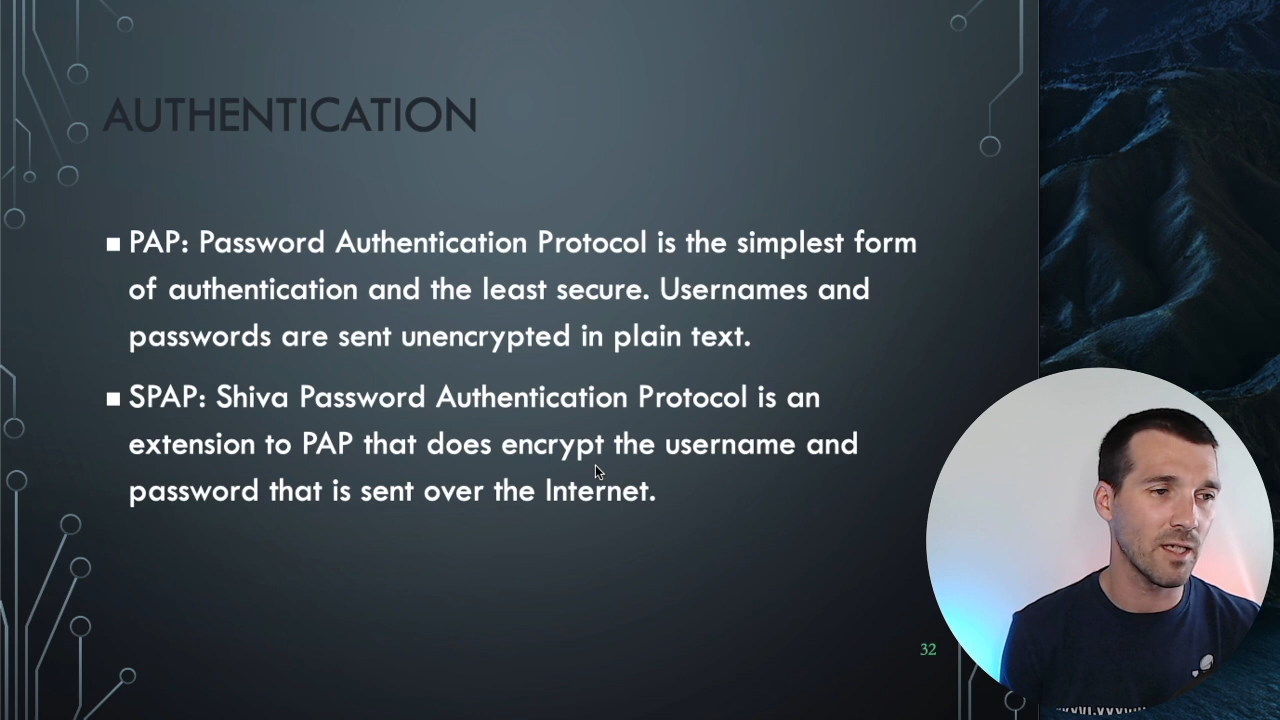 AUTHENTICATION
■ PAP: Password Authentication Protocol is the simplest form
of authentication and the least secure. Usernames and
passwords are sent unencrypted in plain text.
■ SPAP: Shiva Password Authentication Protocol is an
extension to PAP that does encrypt the username and
password that is sent over the Internet.
32